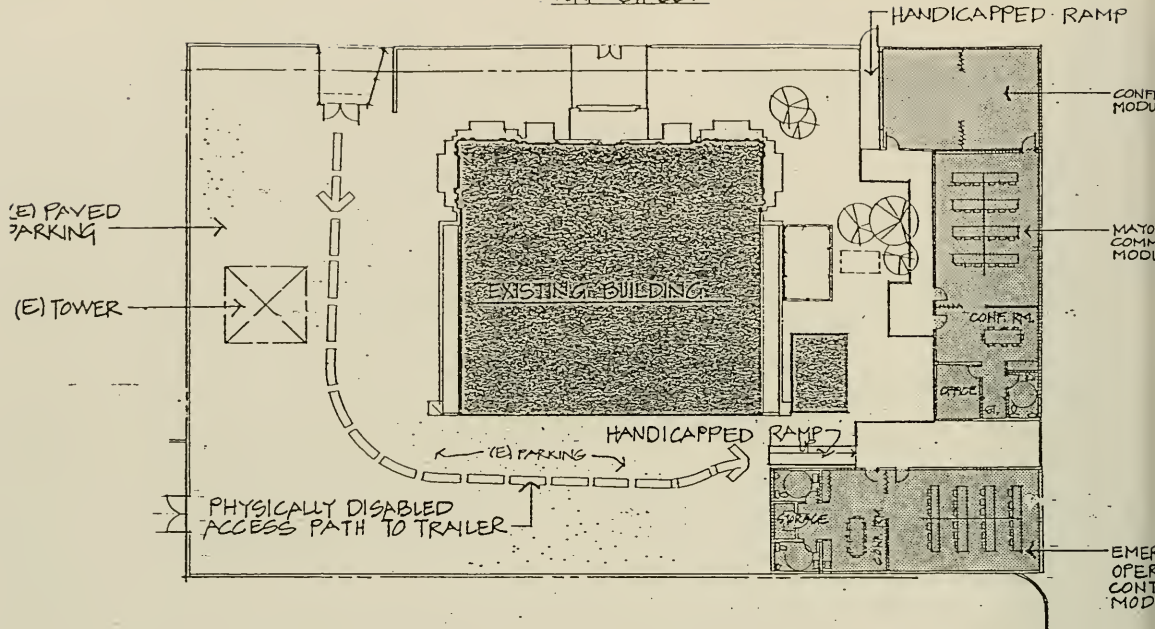 HANDICAPPED RAMP
CONF
MODU
(E) PAVED
PARKING
MAYO
COMM
MODU
(E) TOWER
EXISTING BUILDING
CONF. RM.
OFFICE
ST.
HANDICAPPED RAMP
(E) PARKING
PHYSICALLY DISABLED
ACCESS PATH TO TRAILER
STORAGE
CONF. RM
EMER
OPER
CONT
MOD